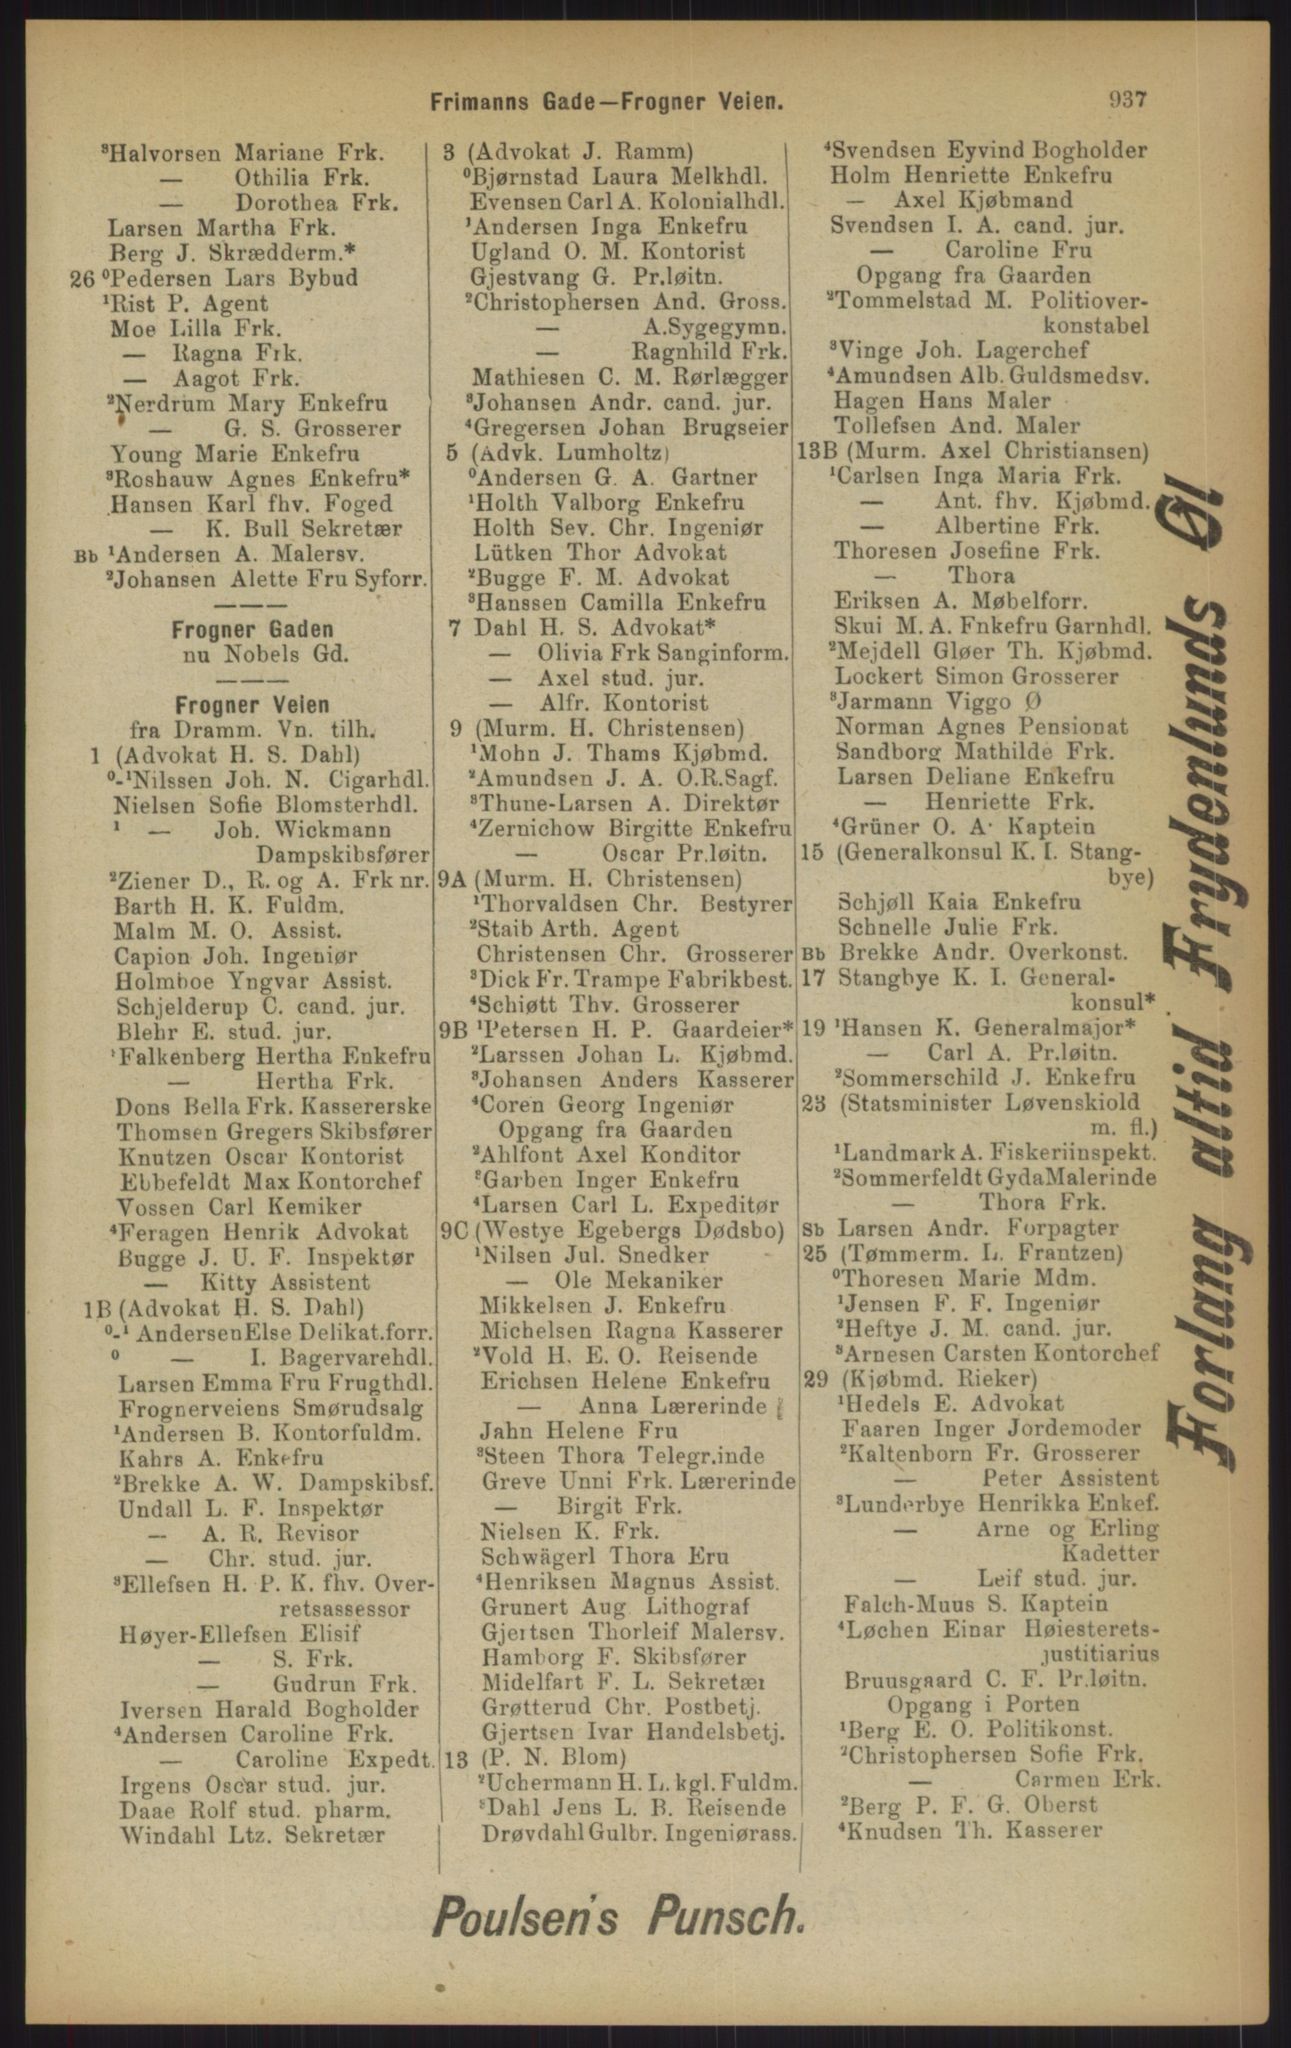 Frimanns Gade—Frogner Veien.
937
³Halvorsen Mariane Frk.
— Othilia Frk.
— Dorothea Frk.
Larsen Martha Frk.
Berg J. Skrædderm.*
26 ⁰Pedersen Lars Bybud
¹Rist P. Agent
Moe Lilla Frk.
— Ragna Frk.
— Aagot Frk.
²Nerdrum Mary Enkefru
— G. S. Grosserer
Young Marie Enkefru
³Roshauw Agnes Enkefru*
Hansen Karl fhv. Foged
— K. Bull Sekretær
Bb ¹Andersen A. Malersv.
²Johansen Alette Fru Syforr.
———
Frogner Gaden
nu Nobels Gd.
———
Frogner Veien
fra Dramm. Vn. tilh.
1 (Advokat H. S. Dahl)
⁰-¹Nilssen Joh. N. Cigarhdl.
Nielsen Sofie Blomsterhdl.
¹ — Joh. Wickmann
Dampskibsfører
²Ziener D., R. og A. Frk nr.
Barth H. K. Fuldm.
Malm M. O. Assist.
Capion Joh. Ingeniør
Holmboe Yngvar Assist.
Schjelderup C. cand. jur.
Blehr E. stud. jur.
³Falkenberg Hertha Enkefru
— Hertha Frk.
Dons Bella Frk. Kassererske
Thomsen Gregers Skibsfører
Knutzen Oscar Kontorist
Ebbefeldt Max Kontorchef
Vossen Carl Kemiker
⁴Feragen Henrik Advokat
Bugge J. U. F. Inspektør
— Kitty Assistent
1B (Advokat H. S. Dahl)
⁰-¹ Andersen Else Delikat.forr.
⁰ — I. Bagervarehdl.
Larsen Emma Fru Frugthdl.
Frognerveiens Smørudsalg
¹Andersen B. Kontorfuldm.
Kahrs A. Enkefru
²Brekke A. W. Dampskibsf.
Undall L. F. Inspektør
— A. R. Revisor
— Chr. stud. jur.
³Ellefsen H. P. K. fhv. Over-
retsassessor
Høyer-Ellefsen Elisif
— S. Frk.
— Gudrun Frk.
Iversen Harald Bogholder
⁴Andersen Caroline Frk.
— Caroline Expedt.
Irgens Oscar stud. jur.
Daae Rolf stud. pharm.
Windahl Ltz. Sekretær
3 (Advokat J. Ramm)
⁰Bjørnstad Laura Melkhdl.
Evensen Carl A. Kolonialhdl.
¹Andersen Inga Enkefru
Ugland O. M. Kontorist
Gjestvang G. Pr.løitn.
²Christophersen And. Gross.
— A. Sygegymn.
— Ragnhild Frk.
Mathiesen C. M. Rørlægger
³Johansen Andr. cand. jur.
⁴Gregersen Johan Brugseier
5 (Advk. Lumholtz)
⁰Andersen G. A. Gartner
¹Holth Valborg Enkefru
Holth Sev. Chr. Ingeniør
Lütken Thor Advokat
²Bugge F. M. Advokat
³Hanssen Camilla Enkefru
7 Dahl H. S. Advokat*
— Olivia Frk Sanginform.
— Axel stud. jur.
— Alfr. Kontorist
9 (Murm. H. Christensen)
¹Mohn J. Thams Kjøbmd.
²Amundsen J. A. O.R.Sagf.
³Thune-Larsen A. Direktør
⁴Zernichow Birgitte Enkefru
— Oscar Pr.løitn.
9A (Murm. H. Christensen)
¹Thorvaldsen Chr. Bestyrer
²Staib Arth. Agent
Christensen Chr. Grosserer
³Dick Fr. Trampe Fabrikbest.
⁴Schiøtt Thv. Grosserer
9B ¹Petersen H. P. Gaardeier*
²Larssen Johan L. Kjøbmd.
³Johansen Anders Kasserer
⁴Coren Georg Ingeniør
Opgang fra Gaarden
²Ahlfont Axel Konditor
³Garben Inger Enkefru
⁴Larsen Carl L. Expeditør
9C (Westye Egebergs Dødsbo)
¹Nilsen Jul. Snedker
— Ole Mekaniker
Mikkelsen J. Enkefru
Michelsen Ragna Kasserer
²Vold H. E. O. Reisende
Erichsen Helene Enkefru
— Anna Lærerinde
Jahn Helene Fru
³Steen Thora Telegr.inde
Greve Unni Frk. Lærerinde
— Birgit Frk.
Nielsen K. Frk.
Schwägerl Thora Eru
⁴Henriksen Magnus Assist.
Grunert Aug Lithograf
Gjertsen Thorleif Malersv.
Hamborg F. Skibsfører
Midelfart F. L. Sekretær
Grøtterud Chr. Postbetj.
Gjertsen Ivar Handelsbetj.
13 (P. N. Blom)
²Uchermann H. L. kgl. Fuldm.
³Dahl Jens L. B. Reisende
Drøvdahl Gulbr. Ingeniørass.
⁴Svendsen Eyvind Bogholder
Holm Henriette Enkefru
— Axel Kjøbmand
Svendsen I. A. cand. jur.
— Caroline Fru
Opgang fra Gaarden
²Tommelstad M. Politiover-
konstabel
³Vinge Joh. Lagerchef
⁴Amundsen Alb. Guldsmedsv.
Hagen Hans Maler
Tollefsen And. Maler
13B (Murm. Axel Christiansen)
¹Carlsen Inga Maria Frk.
— Ant. fhv. Kjøbmd.
— Albertine Frk.
Thoresen Josefine Frk.
— Thora
Eriksen A. Møbelforr.
Skui M. A. Fnkefru Garnhdl.
²Mejdell Gløer Th. Kjøbmd.
Lockert Simon Grosserer
³Jarmann Viggo Ø
Norman Agnes Pensionat
Sandborg Mathilde Frk.
Larsen Deliane Enkefru
— Henriette Frk.
⁴Grüner O. A. Kaptein
15 (Generalkonsul K. I. Stang-
bye)
Schjøll Kaia Enkefru
Schnelle Julie Frk.
Bb Brekke Andr. Overkonst.
17 Stangbye K. I. General-
konsul*
19 ¹Hansen K. Generalmajor*
— Carl A. Pr.løitn.
²Sommerschild J. Enkefru
23 (Statsminister Løvenskiold
m. fl.)
¹Landmark A. Fiskeriinspekt.
²Sommerfeldt Gyda Malerinde
— Thora Frk.
Sb Larsen Andr. Forpagter
25 (Tømmerm. L. Frantzen)
⁰Thoresen Marie Mdm.
¹Jensen F. F. Ingeniør
²Heftye J. M. cand. jur.
³Arnesen Carsten Kontorchef
29 (Kjøbmd. Rieker)
¹Hedels E. Advokat
Faaren Inger Jordemoder
²Kaltenborn Fr. Grosserer
— Peter Assistent
³Lunderbye Henrikka Enkef.
— Arne og Erling
Kadetter
— Leif stud. jur.
Falch-Muus S. Kaptein
⁴Løchen Einar Høiesterets-
justitiarius
Bruusgaard C. F. Pr.løitn.
Opgang i Porten
¹Berg E. O. Politikonst.
²Christophersen Sofie Frk.
— Carmen Erk.
²Berg P. F. G. Oberst
⁴Knudsen Th. Kasserer
Forlang altid Frydenlunds Øl
Poulsen's Punsch.